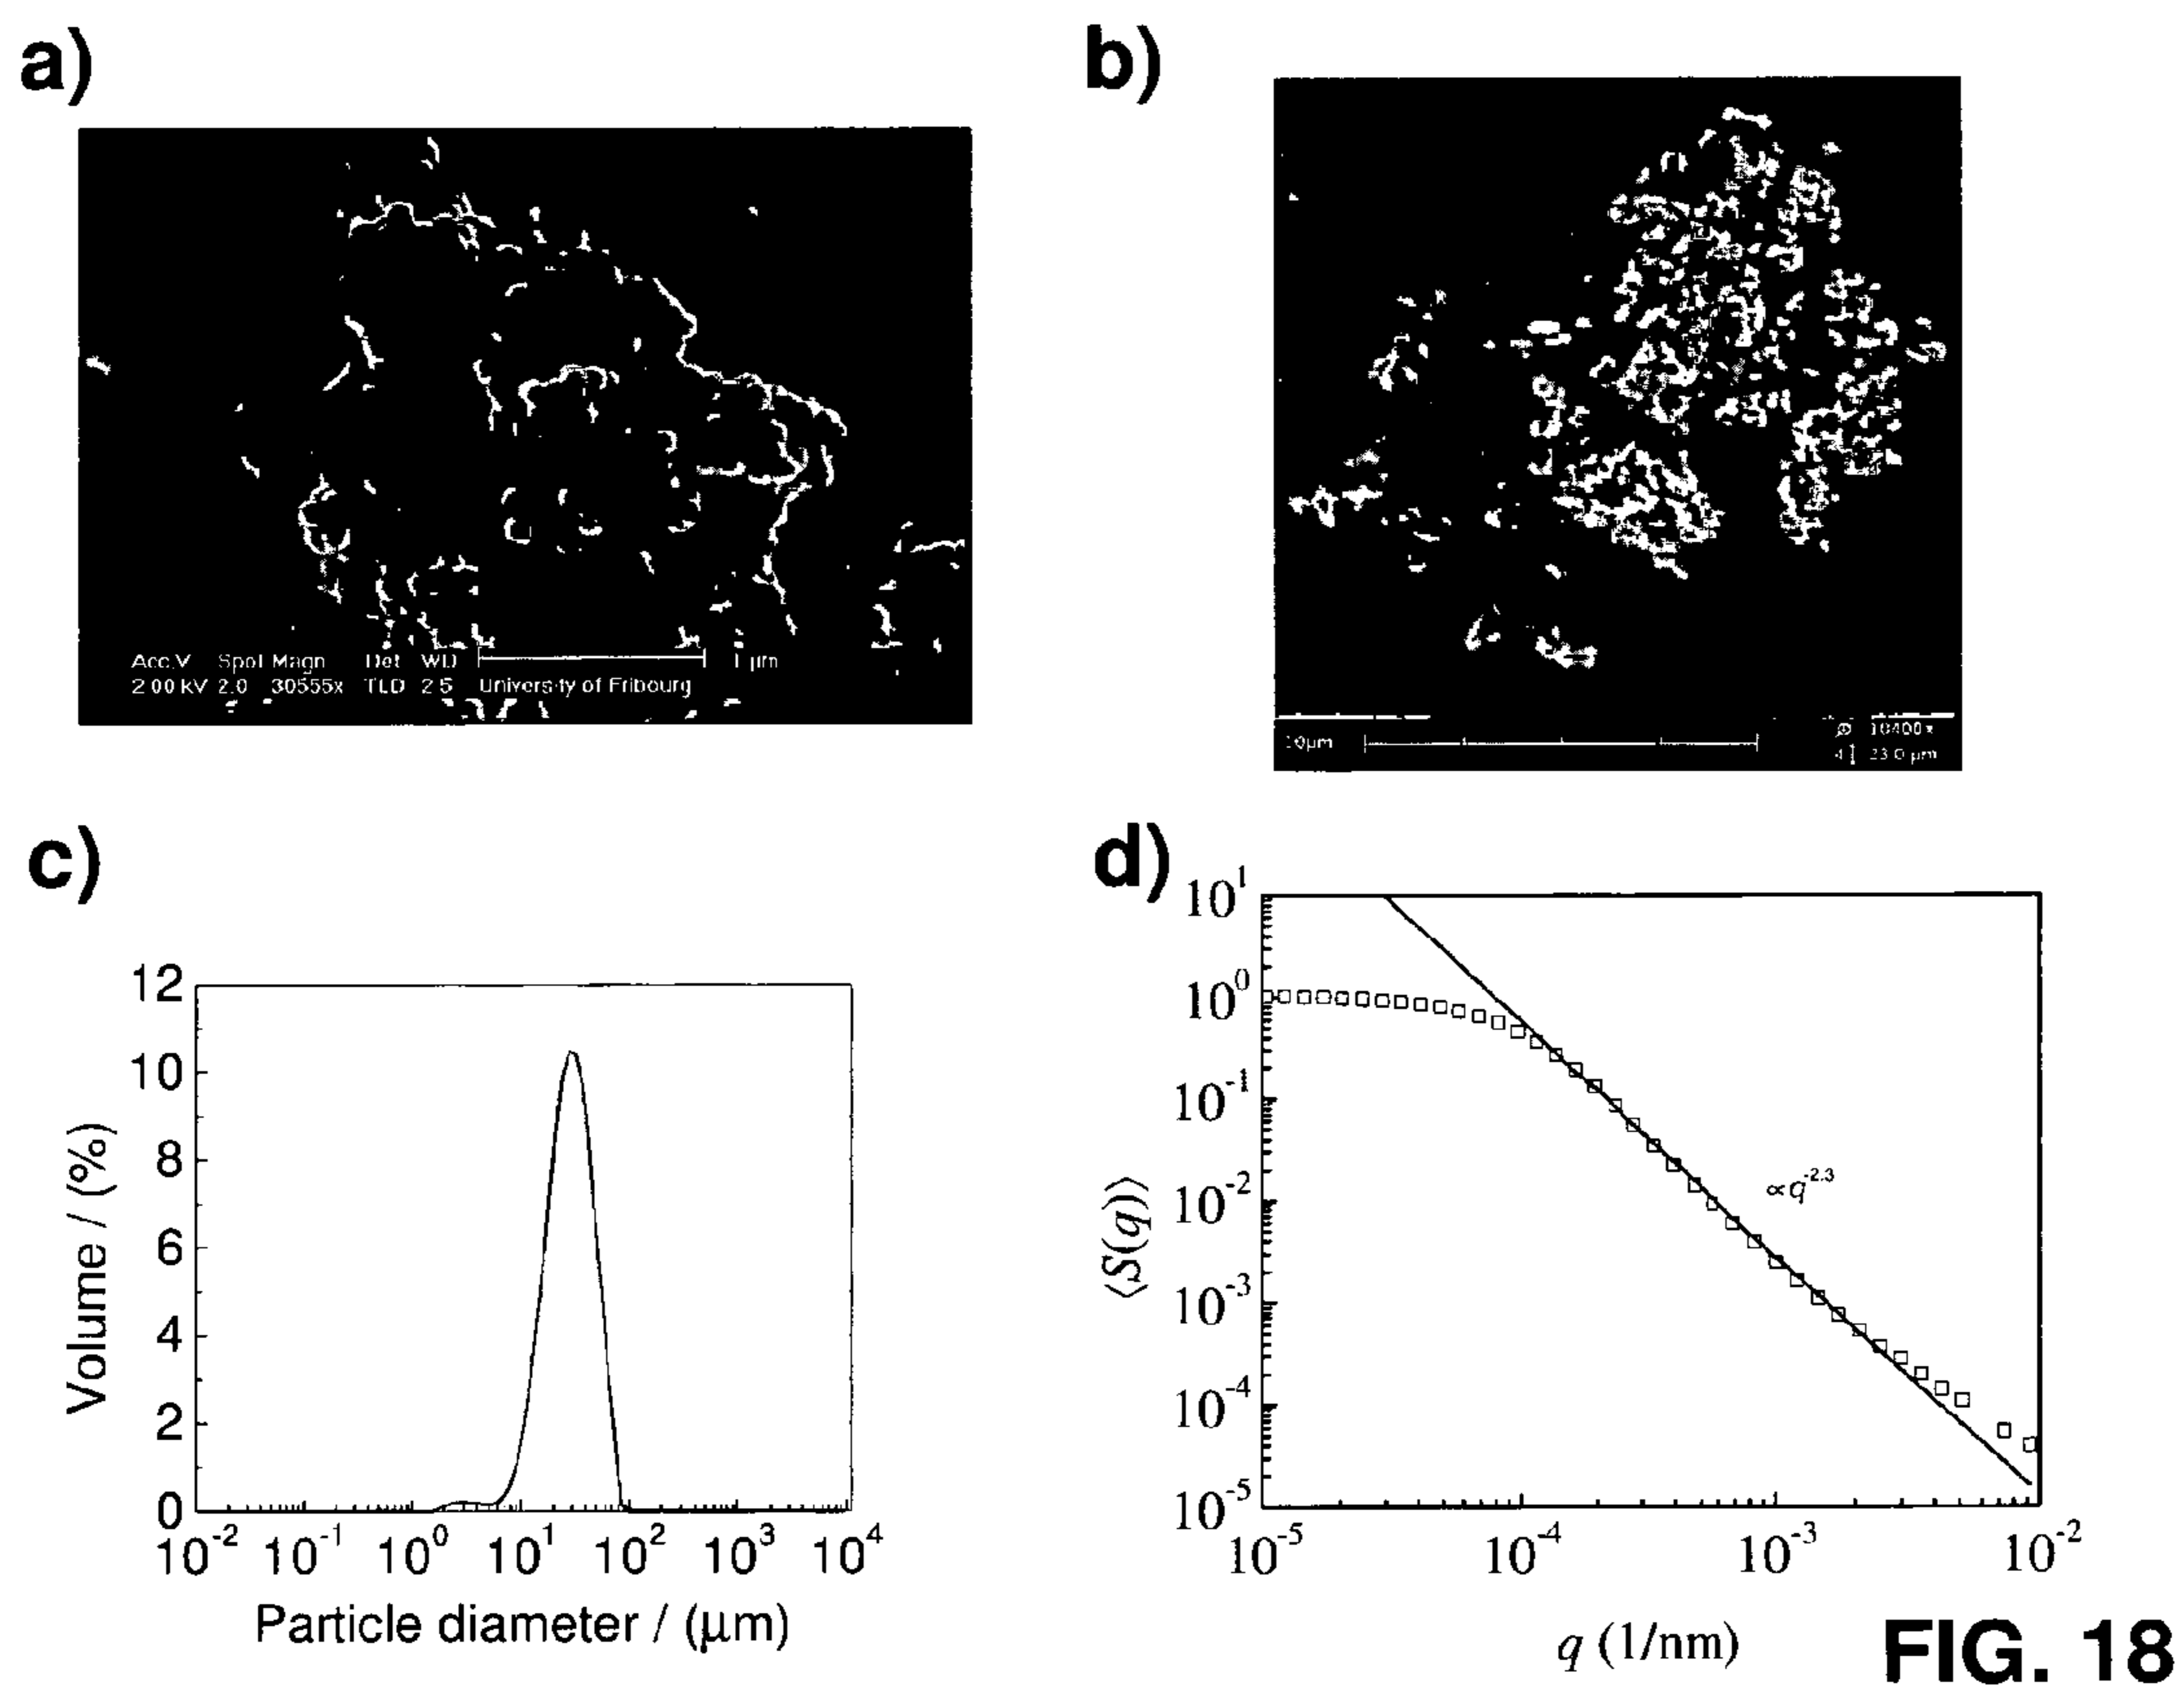 a)
b)
Acc.V Spot Magn Det WD 1 µm
2.00 kV 2.0 30555x TLD 2.5 University of Fribourg
10400x
23.0 µm
c)
d)
12
10
8
6
4
2
0
Volume / (%)
10⁻² 10⁻¹ 10⁰ 10¹ 10² 10³ 10⁴
Particle diameter / (µm)
10¹
10⁰
10⁻¹
10⁻²
10⁻³
10⁻⁴
10⁻⁵
⟨S(q)⟩
∝q⁻²·³
10⁻⁵ 10⁻⁴ 10⁻³ 10⁻²
q (1/nm)
FIG. 18